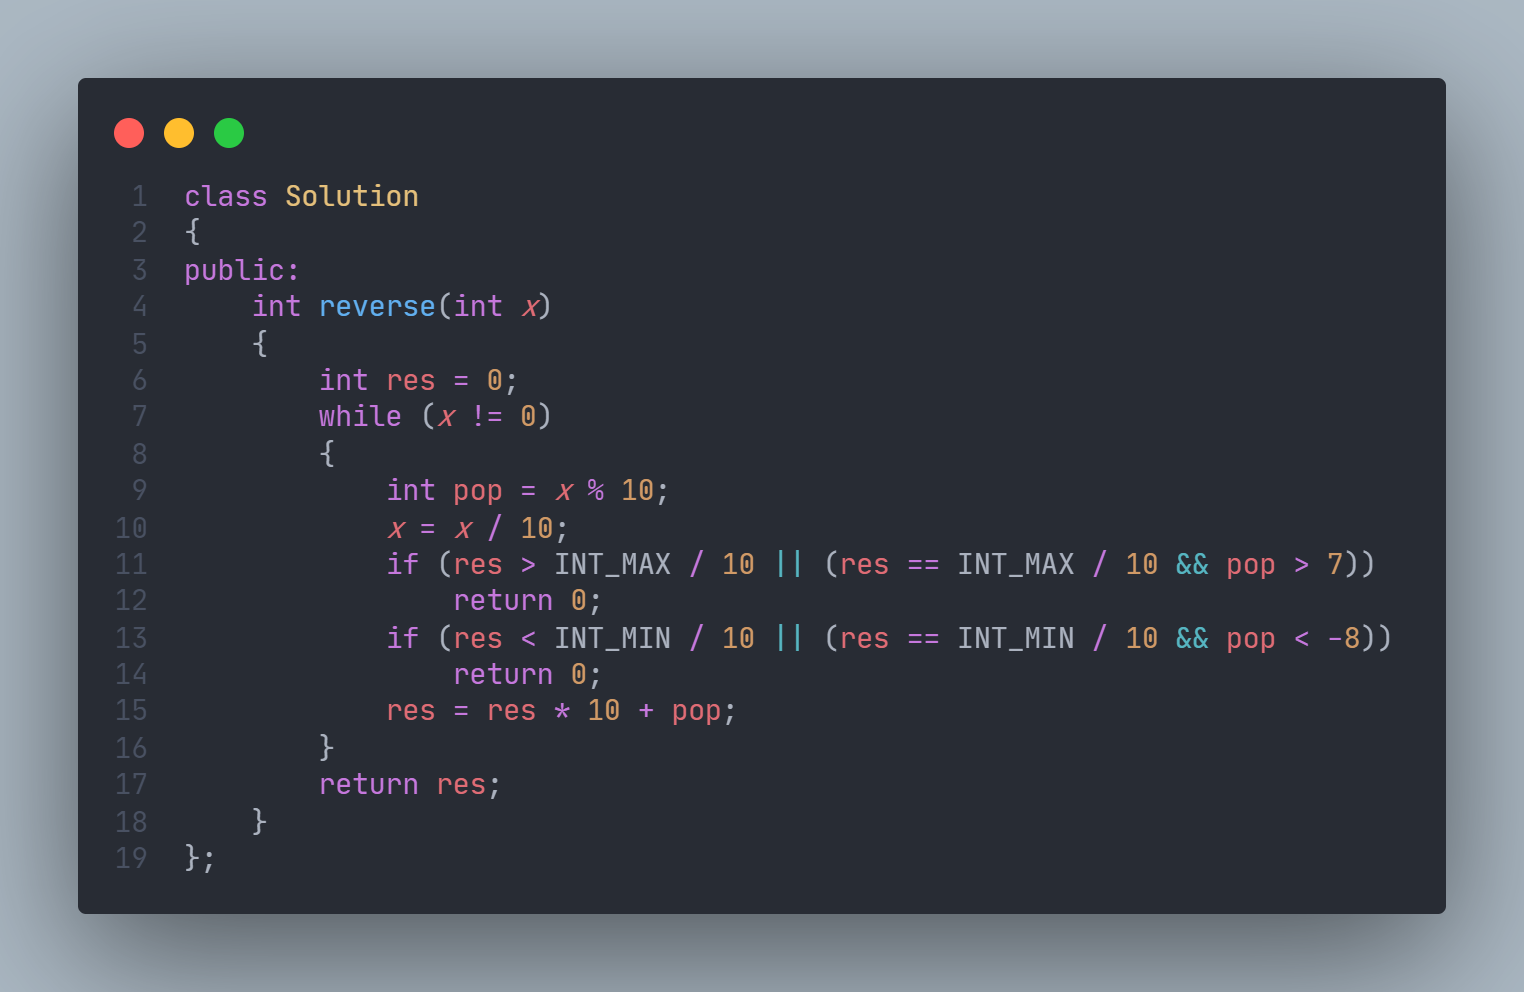 1 class Solution
2 {
3 public:
4     int reverse(int x)
5     {
6         int res = 0;
7         while (x != 0)
8         {
9             int pop = x % 10;
10             x = x / 10;
11             if (res > INT_MAX / 10 || (res == INT_MAX / 10 && pop > 7))
12                 return 0;
13             if (res < INT_MIN / 10 || (res == INT_MIN / 10 && pop < -8))
14                 return 0;
15             res = res * 10 + pop;
16         }
17         return res;
18     }
19 };